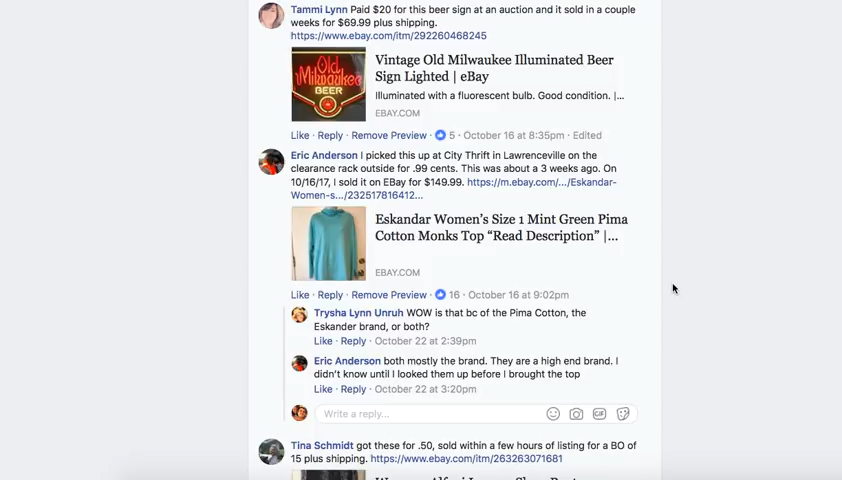 Tammi Lynn Paid $20 for this beer sign at an auction and it sold in a couple
weeks for $69.99 plus shipping.
https://www.ebay.com/itm/292260468245
Old
Milwaukee
BEER
Vintage Old Milwaukee Illuminated Beer
Sign Lighted | eBay
Illuminated with a fluorescent bulb. Good condition. |...
EBAY.COM
Like · Reply · Remove Preview · 5 · October 16 at 8:35pm · Edited
Eric Anderson I picked this up at City Thrift in Lawrenceville on the
clearance rack outside for .99 cents. This was about a 3 weeks ago. On
10/16/17, I sold it on EBay for $149.99. https://m.ebay.com/.../Eskandar-
Women-s.../232517816412...
Eskandar Women's Size 1 Mint Green Pima
Cotton Monks Top "Read Description" |...
EBAY.COM
Like · Reply · Remove Preview · 16 · October 16 at 9:02pm
Trysha Lynn Unruh WOW is that bc of the Pima Cotton, the
Eskander brand, or both?
Like · Reply · October 22 at 2:39pm
Eric Anderson both mostly the brand. They are a high end brand. I
didn't know until I looked them up before I brought the top
Like · Reply · October 22 at 3:20pm
Write a reply...
GIF
Tina Schmidt got these for .50, sold within a few hours of listing for a BO of
15 plus shipping. https://www.ebay.com/itm/263263071681